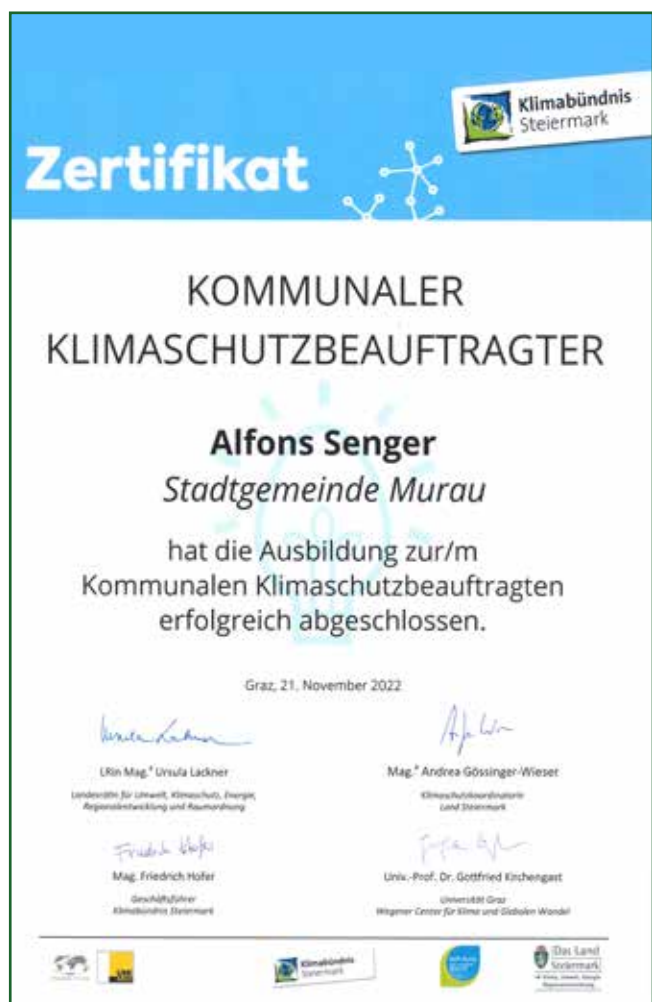 Klimabündnis
Steiermark
Zertifikat
KOMMUNALER
KLIMASCHUTZBEAUFTRAGTER
Alfons Senger
Stadtgemeinde Murau
hat die Ausbildung zur/m
Kommunalen Klimaschutzbeauftragten
erfolgreich abgeschlossen.
Graz, 21. November 2022
LRin Mag.ª Ursula Lackner
Landesrätin für Umwelt, Klimaschutz, Energie,
Regionalentwicklung und Raumordnung
Mag.ª Andrea Gössinger-Wieser
Klimaschutzkoordinatorin
Land Steiermark
Friedrich Hofer
Mag. Friedrich Hofer
Geschäftsführer
Klimabündnis Steiermark
Univ.-Prof. Dr. Gottfried Kirchengast
Universität Graz
Wegener Center für Klima und Globalen Wandel
Klimabündnis
Steiermark
Das Land
Steiermark